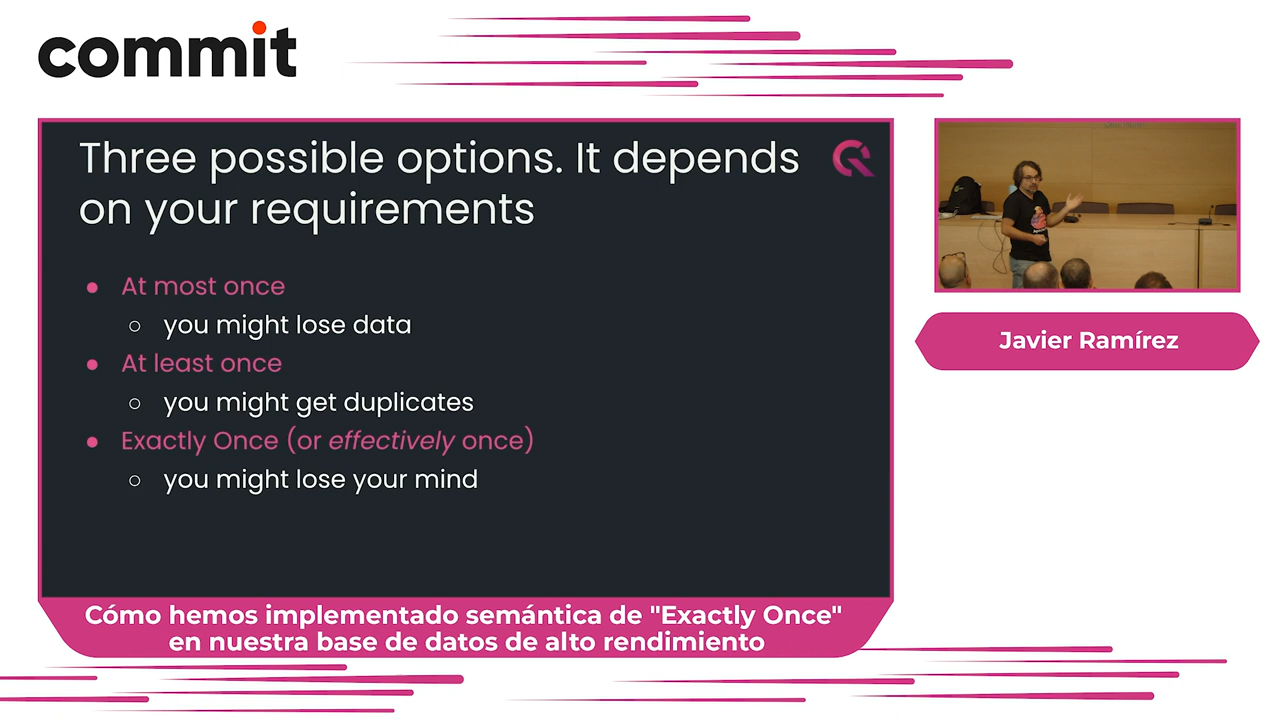 commit
Three possible options. It depends
on your requirements
● At most once
○ you might lose data
● At least once
○ you might get duplicates
● Exactly Once (or effectively once)
○ you might lose your mind
Javier Ramírez
Cómo hemos implementado semántica de "Exactly Once"
en nuestra base de datos de alto rendimiento